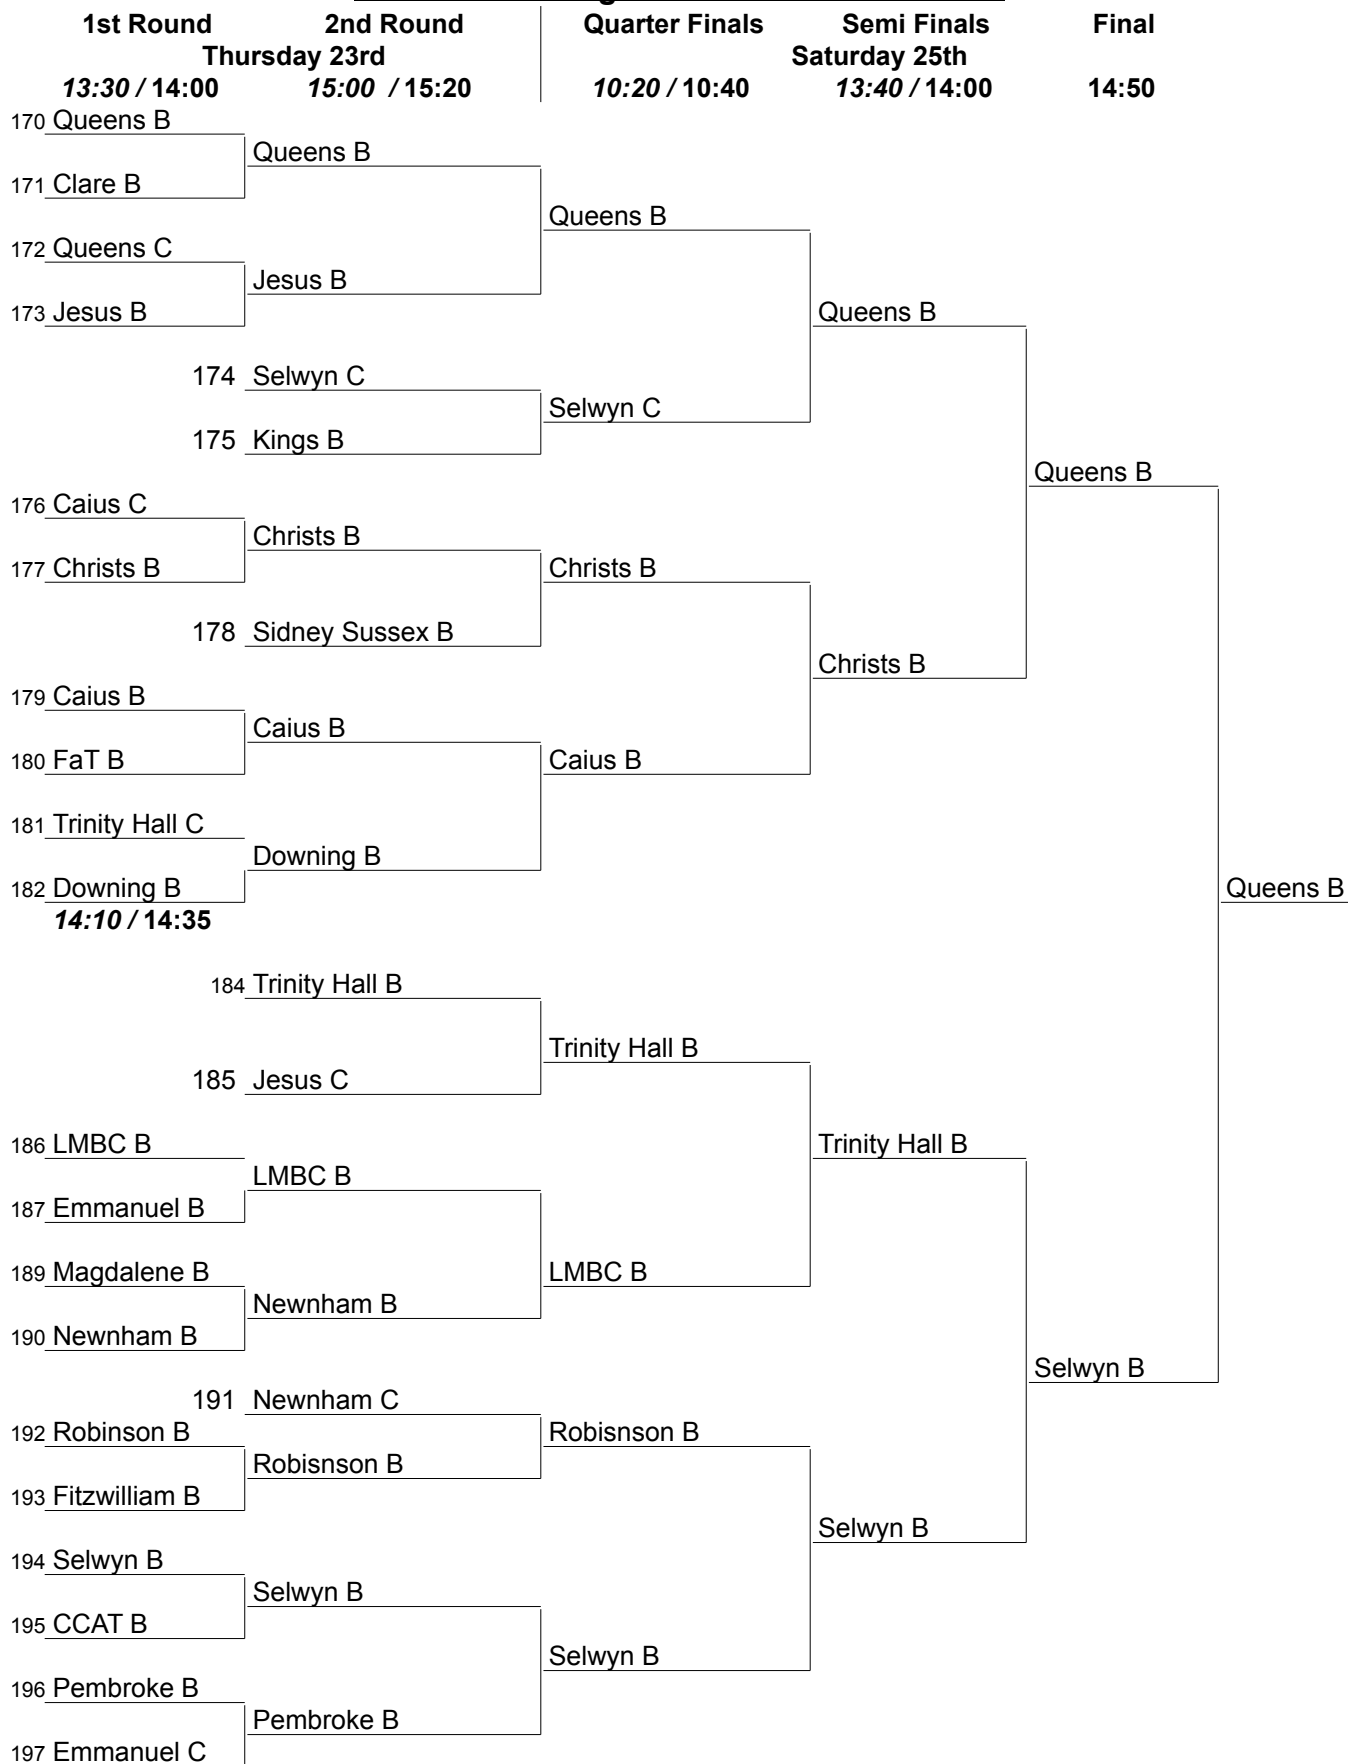 1st Round 2nd Round Quarter Finals Semi Finals Final
Thursday 23rd Saturday 25th
13:30 / 14:00 15:00 / 15:20 10:20 / 10:40 13:40 / 14:00 14:50
170 Queens B
Queens B
171 Clare B
Queens B
172 Queens C
Jesus B
173 Jesus B
Queens B
174 Selwyn C
Selwyn C
175 Kings B
Queens B
176 Caius C
Christs B
177 Christs B
Christs B
178 Sidney Sussex B
Christs B
179 Caius B
Caius B
180 FaT B
Caius B
181 Trinity Hall C
Downing B
182 Downing B
Queens B
14:10 / 14:35
184 Trinity Hall B
Trinity Hall B
185 Jesus C
186 LMBC B
Trinity Hall B
LMBC B
187 Emmanuel B
189 Magdalene B
LMBC B
Newnham B
190 Newnham B
Selwyn B
191 Newnham C
192 Robinson B
Robisnson B
Robisnson B
193 Fitzwilliam B
Selwyn B
194 Selwyn B
Selwyn B
195 CCAT B
Selwyn B
196 Pembroke B
Pembroke B
197 Emmanuel C